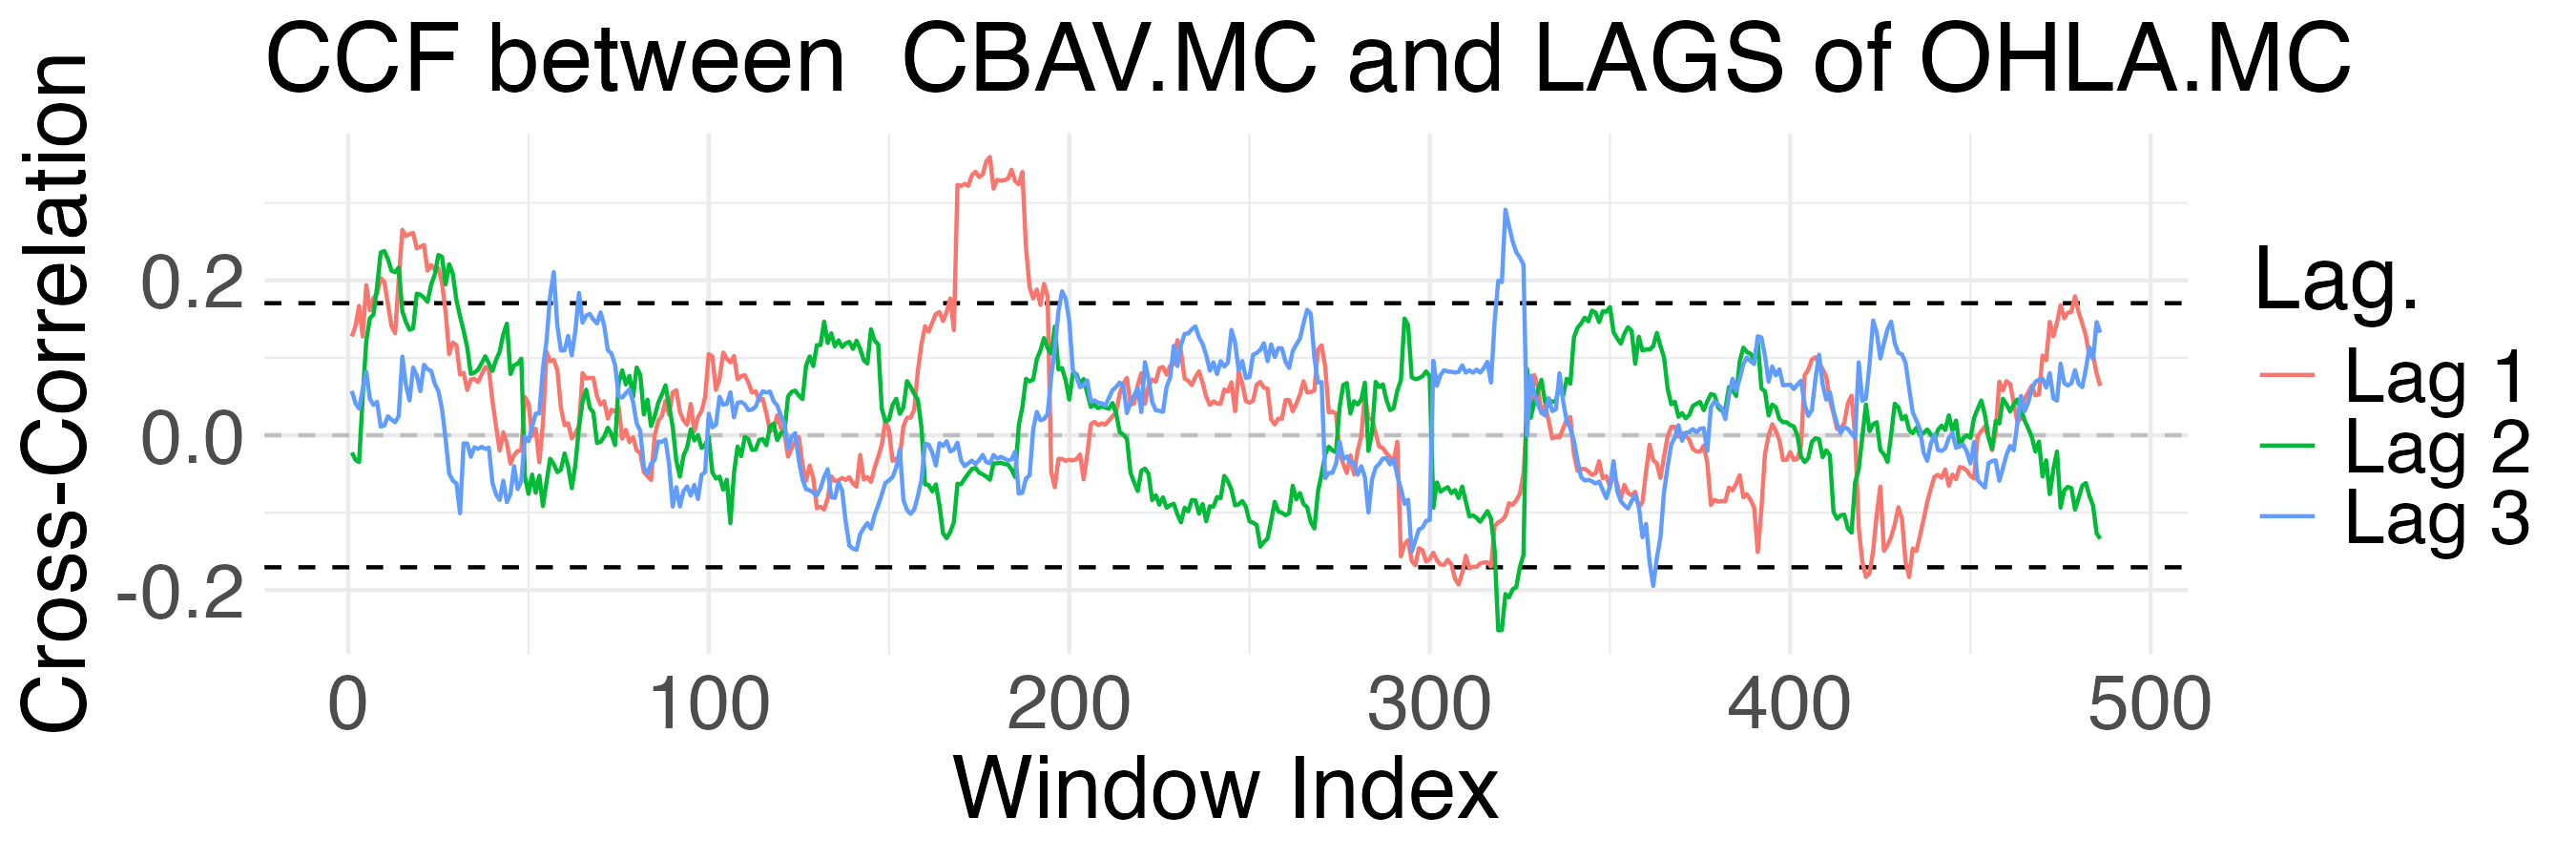 CCF between  CBAV.MC and LAGS of OHLA.MC
Cross-Correlation
0.2
0.0
-0.2
0
100
200
300
400
500
Window Index
Lag.
Lag 1
Lag 2
Lag 3